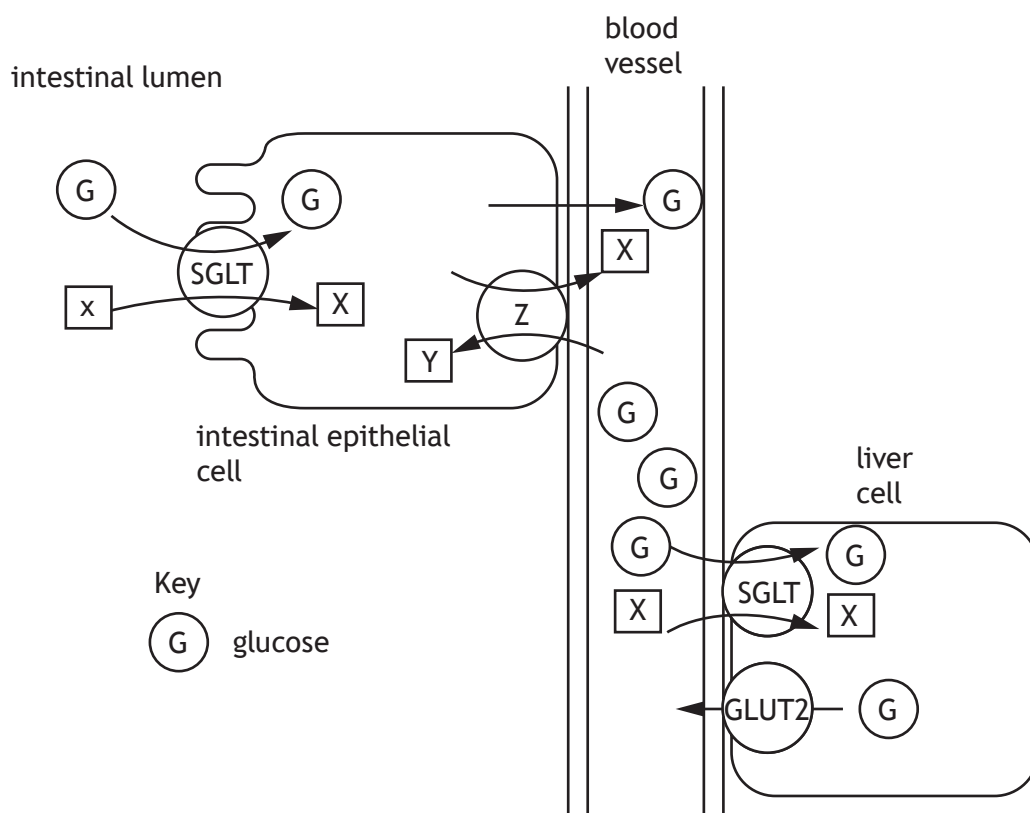 blood
vessel
intestinal lumen
G
G
G
X
SGLT
x
X
Z
Y
G
intestinal epithelial
cell
G
liver
cell
G
G
SGLT
X
X
Key
G glucose
GLUT2
G